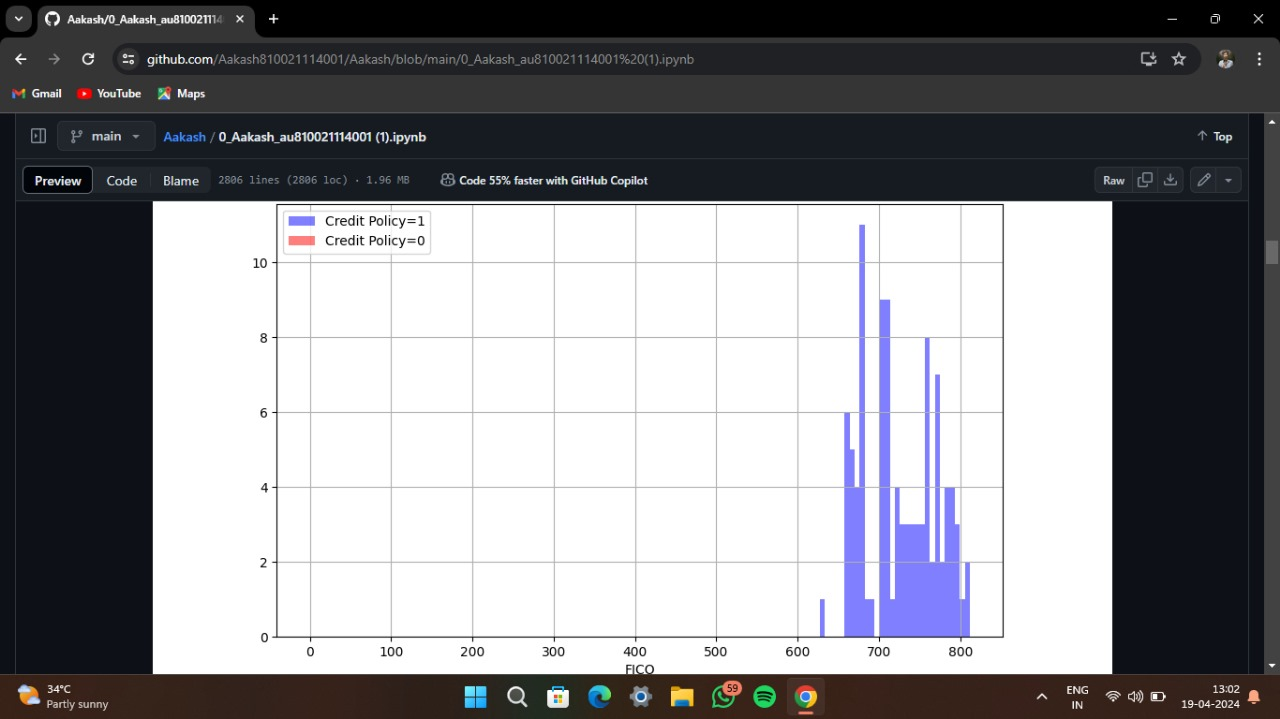 Aakash/0_Aakash_au8100211140
github.com/Aakash810021114001/Aakash/blob/main/0_Aakash_au810021114001%20(1).ipynb
Gmail YouTube Maps
main Aakash / 0_Aakash_au810021114001 (1).ipynb Top
Preview Code Blame 2806 lines (2806 loc) · 1.96 MB Code 55% faster with GitHub Copilot Raw
Credit Policy=1
Credit Policy=0
10
8
6
4
2
0
0 100 200 300 400 500 600 700 800
FICO
34°C
Partly sunny
59
ENG
IN
13:02
19-04-2024